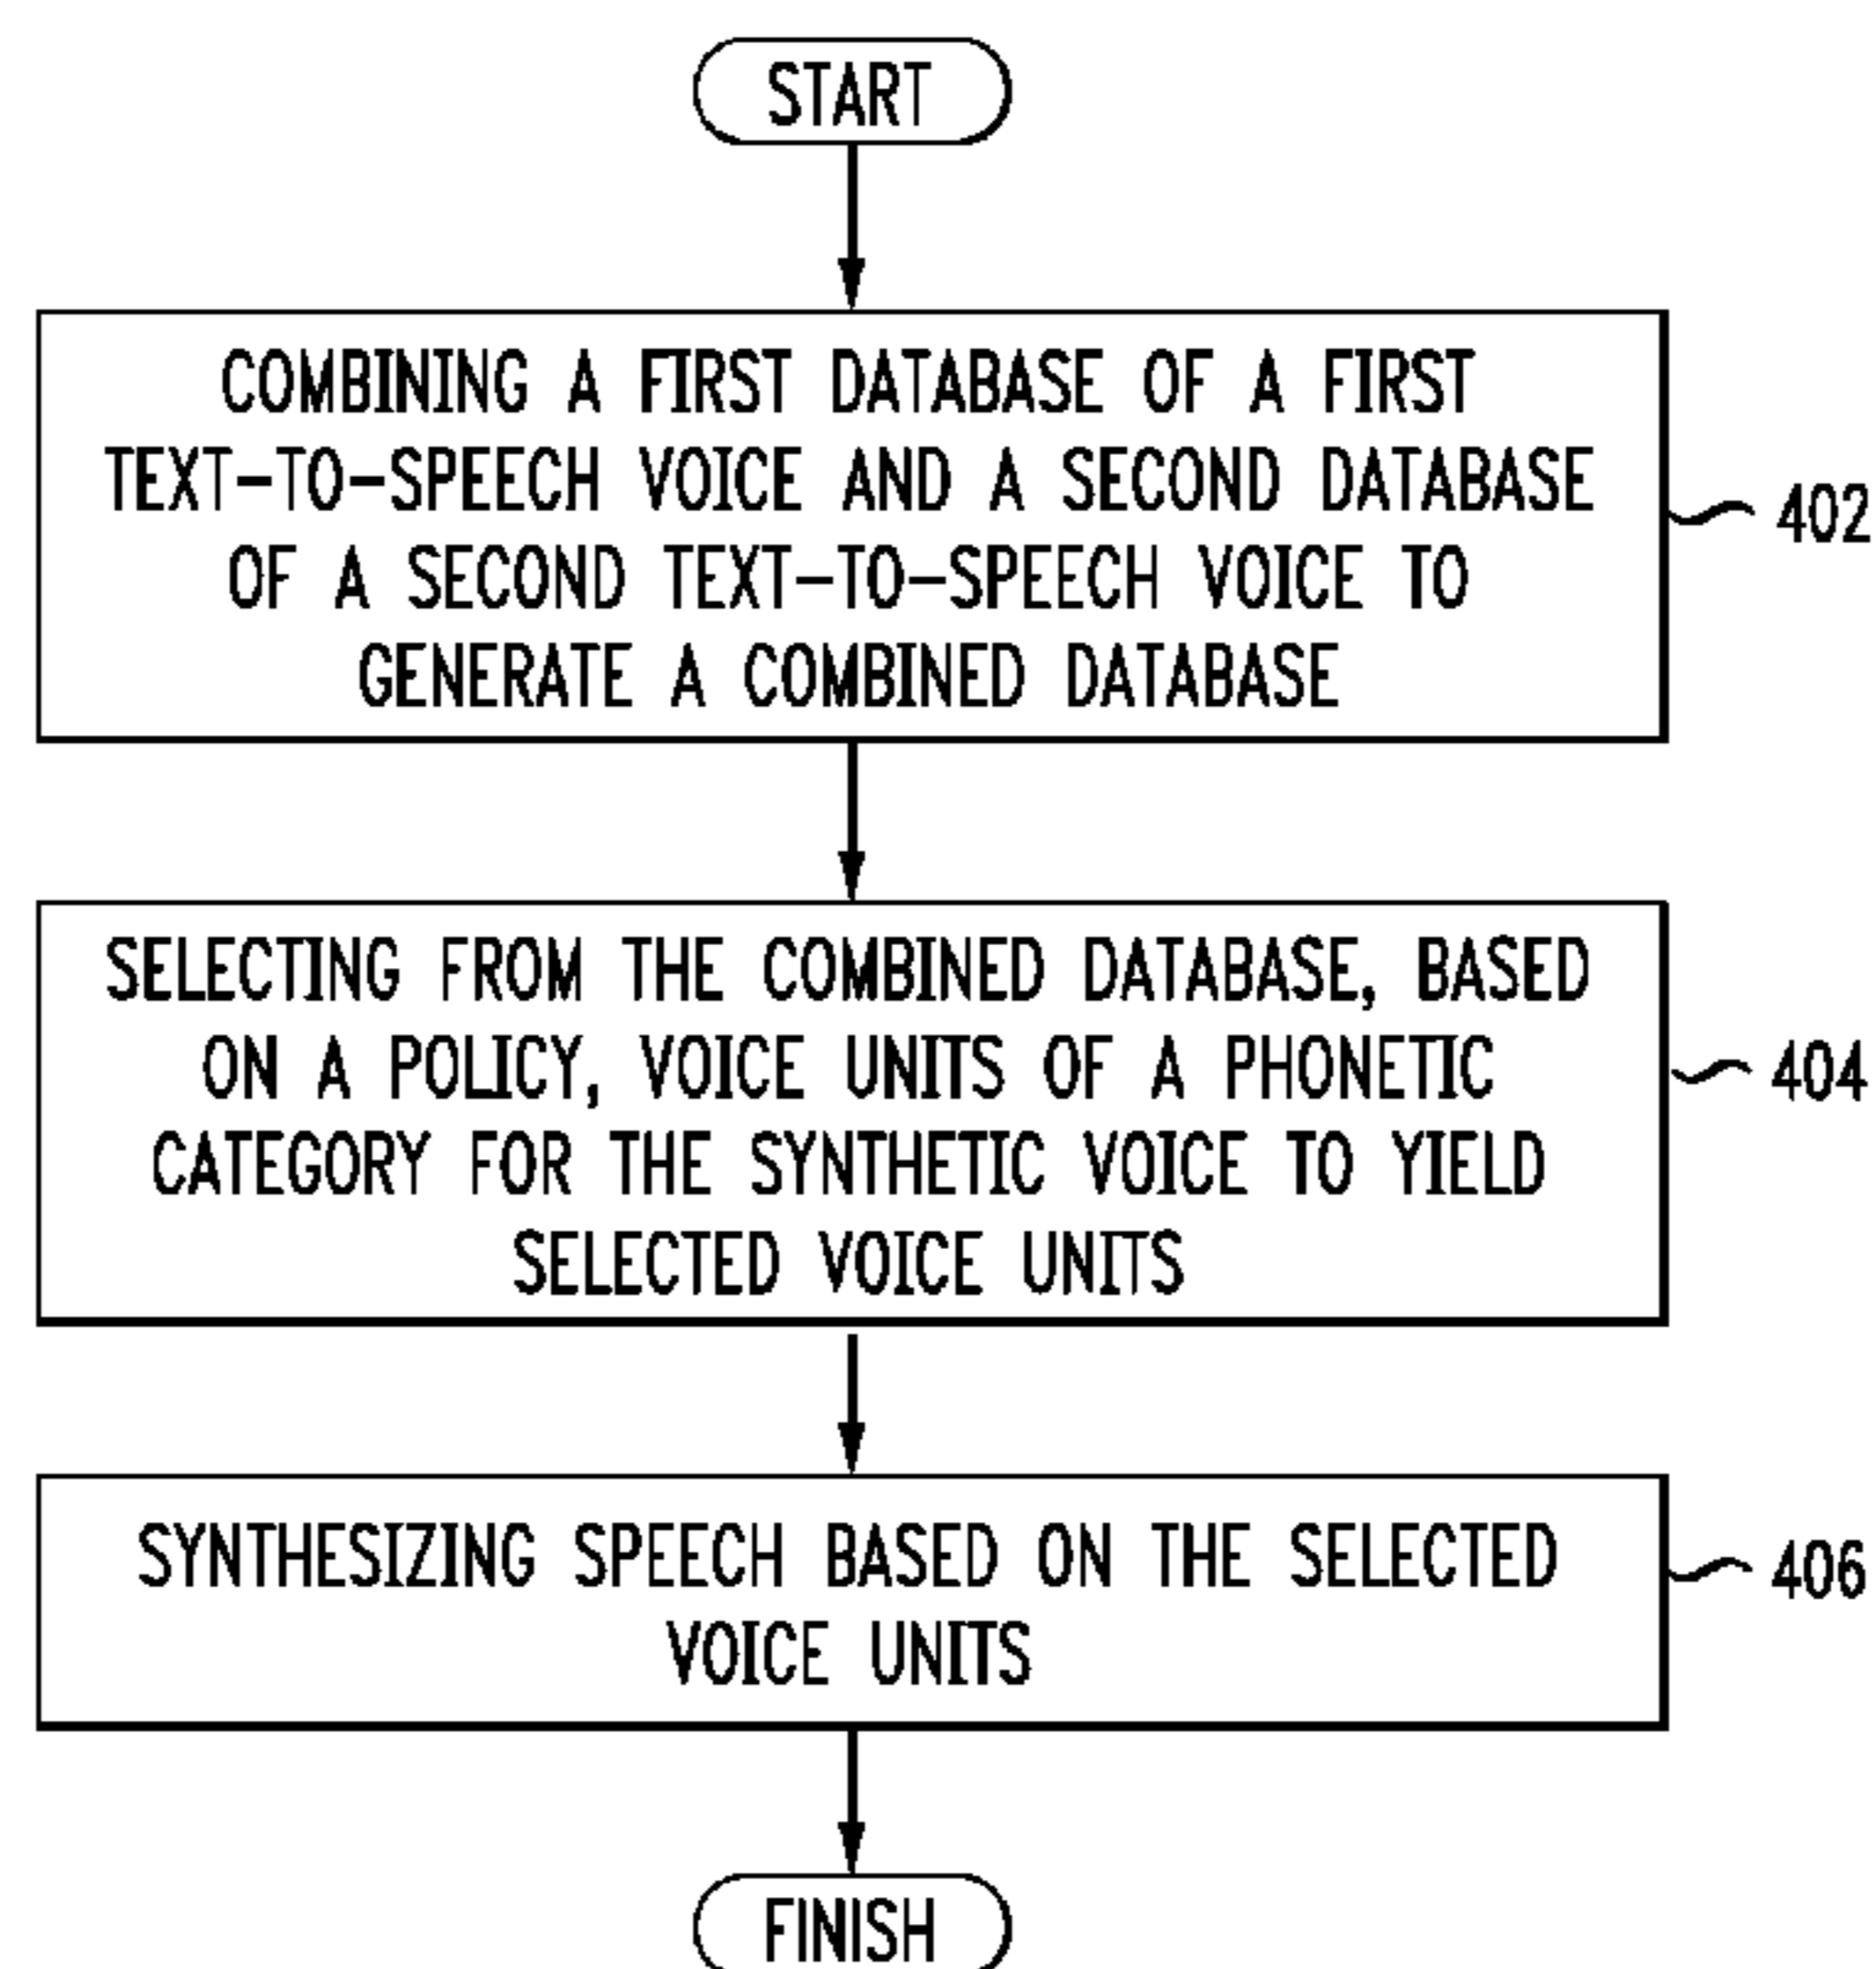 START
COMBINING A FIRST DATABASE OF A FIRST
TEXT-TO-SPEECH VOICE AND A SECOND DATABASE
OF A SECOND TEXT-TO-SPEECH VOICE TO
GENERATE A COMBINED DATABASE
402
SELECTING FROM THE COMBINED DATABASE, BASED
ON A POLICY, VOICE UNITS OF A PHONETIC
CATEGORY FOR THE SYNTHETIC VOICE TO YIELD
SELECTED VOICE UNITS
404
SYNTHESIZING SPEECH BASED ON THE SELECTED
VOICE UNITS
406
FINISH